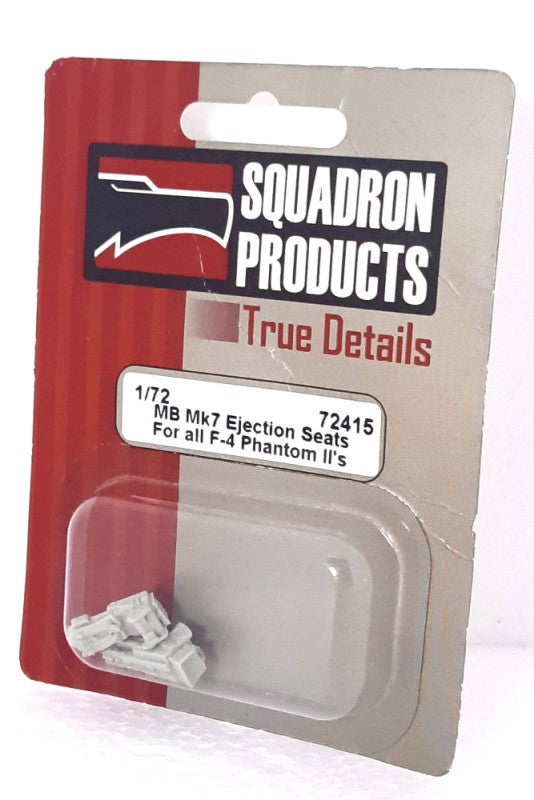 SQUADRON
PRODUCTS
True Details
1/72 72415
MB Mk7 Ejection Seats
For all F-4 Phantom II's